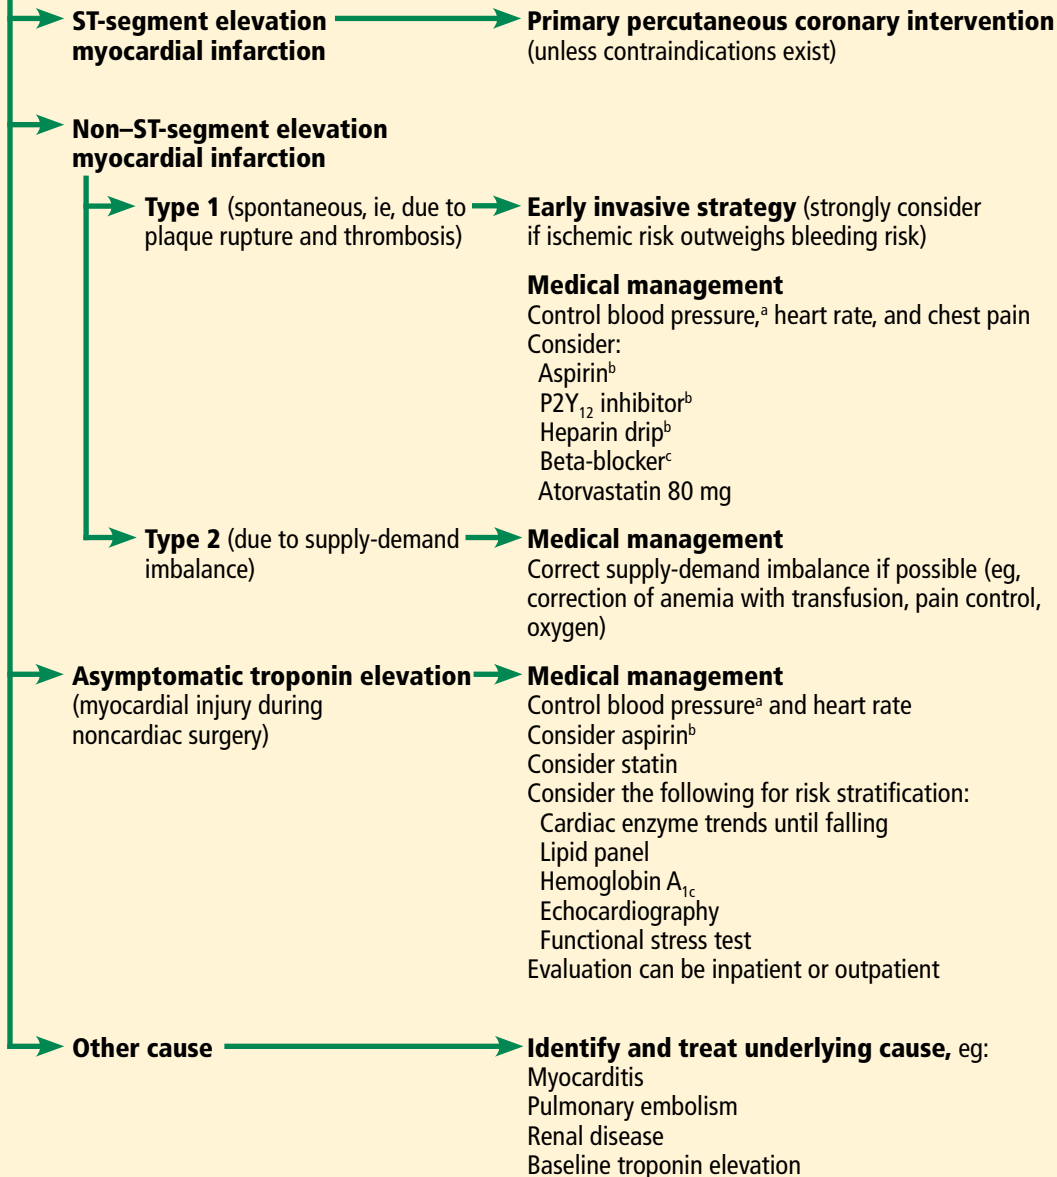 ST-segment elevation
myocardial infarction
Primary percutaneous coronary intervention
(unless contraindications exist)
Non–ST-segment elevation
myocardial infarction
Type 1 (spontaneous, ie, due to
plaque rupture and thrombosis)
Early invasive strategy (strongly consider
if ischemic risk outweighs bleeding risk)
Medical management
Control blood pressure,ᵃ heart rate, and chest pain
Consider:
Aspirinᵇ
P2Y₁₂ inhibitorᵇ
Heparin dripᵇ
Beta-blockerᶜ
Atorvastatin 80 mg
Type 2 (due to supply-demand
imbalance)
Medical management
Correct supply-demand imbalance if possible (eg,
correction of anemia with transfusion, pain control,
oxygen)
Asymptomatic troponin elevation
(myocardial injury during
noncardiac surgery)
Medical management
Control blood pressureᵃ and heart rate
Consider aspirinᵇ
Consider statin
Consider the following for risk stratification:
Cardiac enzyme trends until falling
Lipid panel
Hemoglobin A₁c
Echocardiography
Functional stress test
Evaluation can be inpatient or outpatient
Other cause
Identify and treat underlying cause, eg:
Myocarditis
Pulmonary embolism
Renal disease
Baseline troponin elevation